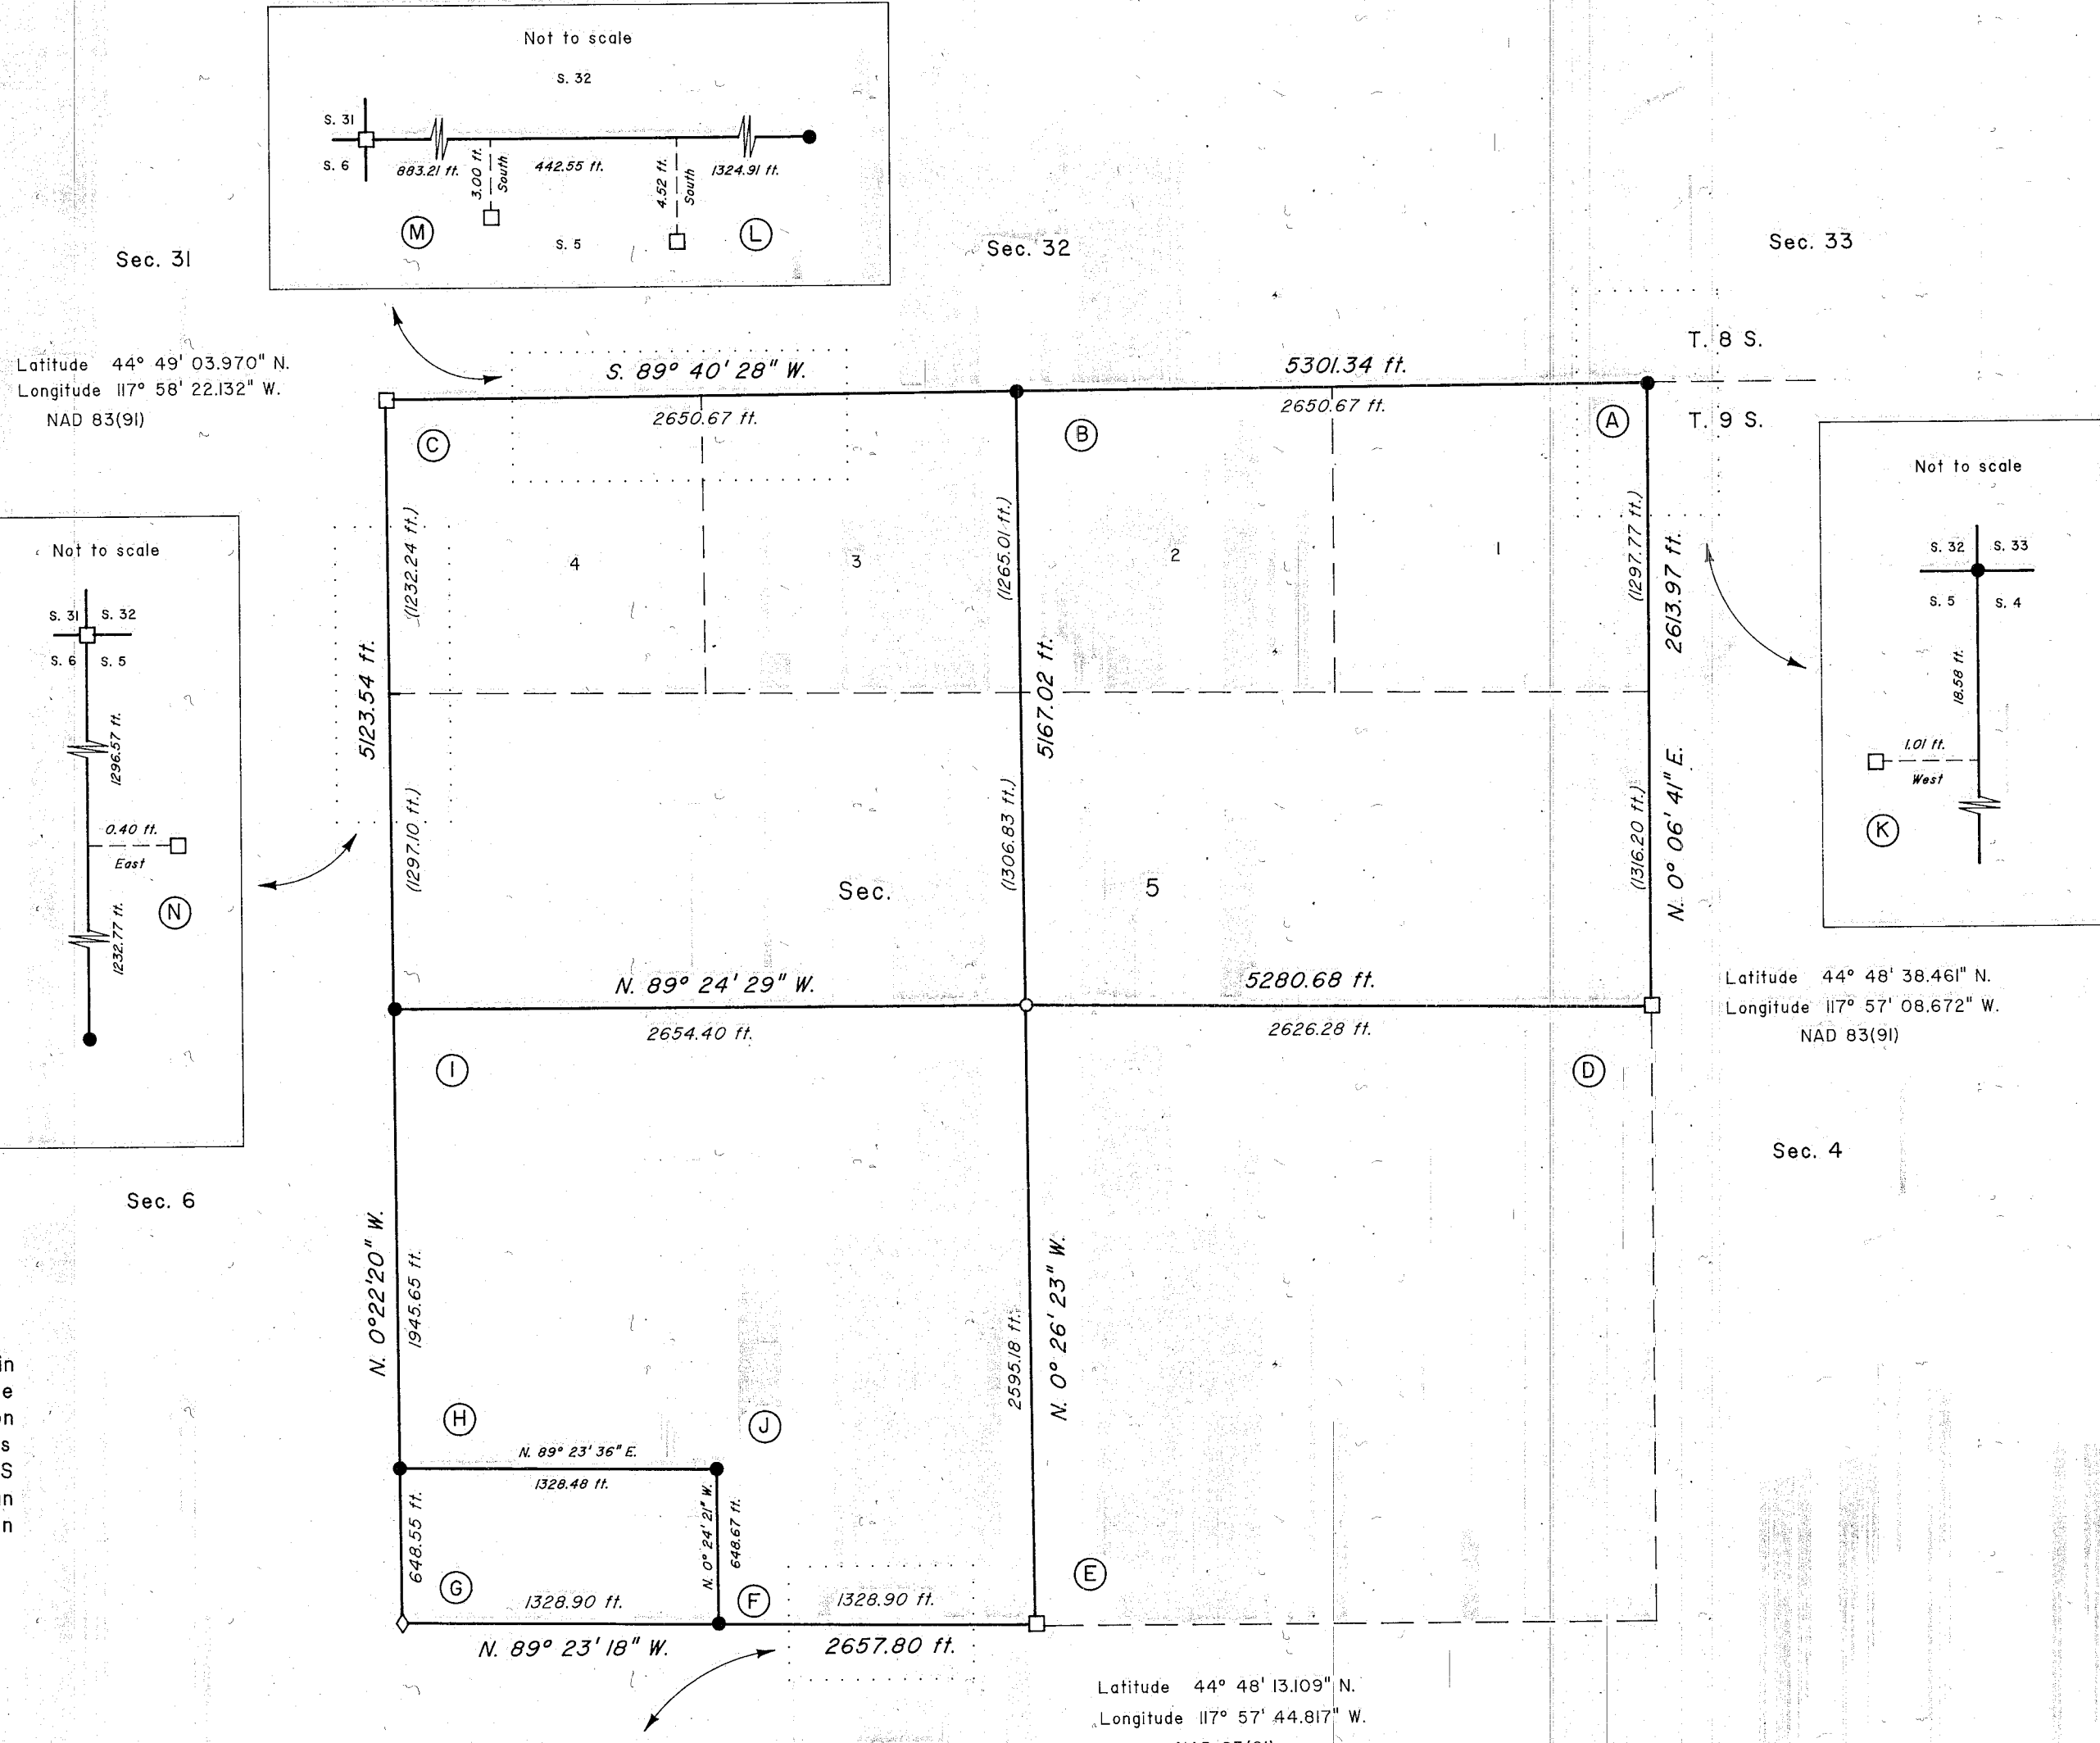 Not to scale
S. 32
S. 31
S. 6
883.21 ft.
3.00 ft.
South
442.55 ft.
4.52 ft.
South
1324.91 ft.
M
S. 5
L
Sec. 31
Sec. 32
Sec. 33
T. 8 S.
T. 9 S.
Latitude 44° 49' 03.970" N.
Longitude 117° 58' 22.132" W.
NAD 83(91)
S. 89° 40' 28" W.
5301.34 ft.
2650.67 ft.
2650.67 ft.
C
B
A
Not to scale
S. 31 S. 32
S. 6 S. 5
1296.57 ft.
0.40 ft.
East
N
1232.77 ft.
(1232.24 ft.)
4
3
(1265.01 ft.)
2
1
(1297.77 ft.)
2613.97 ft.
Not to scale
S. 32 S. 33
S. 5 S. 4
18.58 ft.
1.01 ft.
West
K
5123.54 ft.
5167.02 ft.
(1297.10 ft.)
(1306.83 ft.)
(1316.20 ft.)
N. 0° 06' 41" E.
Sec. 5
N. 89° 24' 29" W.
5280.68 ft.
2654.40 ft.
2626.28 ft.
I
D
Latitude 44° 48' 38.461" N.
Longitude 117° 57' 08.672" W.
NAD 83(91)
Sec. 6
Sec. 4
N. 0°22'20" W.
1945.65 ft.
2595.18 ft.
N. 0° 26' 23" W.
in
e
on
s
S
n
n
H
J
N. 89° 23' 36" E.
1328.48 ft.
648.55 ft.
N. 0° 24' 21" W.
648.67 ft.
G
F
E
1328.90 ft.
1328.90 ft.
N. 89° 23' 18" W.
2657.80 ft.
Latitude 44° 48' 13.109" N.
Longitude 117° 57' 44.817" W.